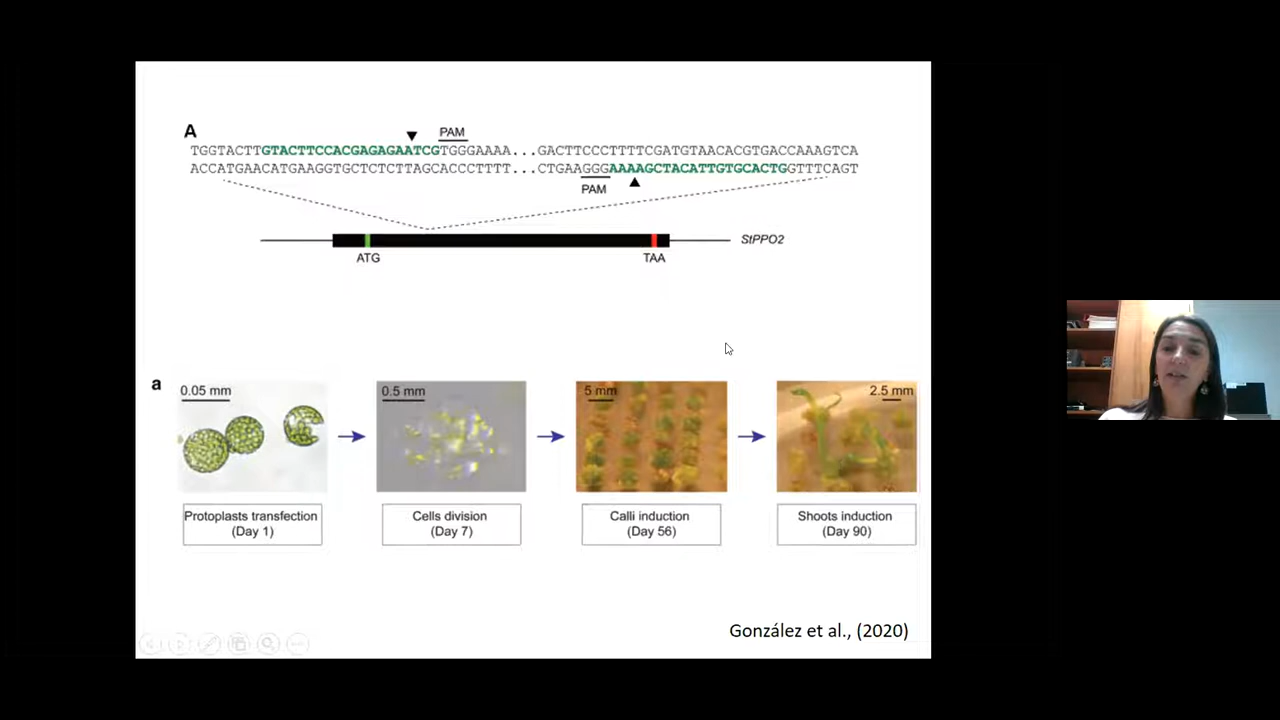 A
PAM
TGGTACTTGTACTTCCACGAGAGAATCGTGGGAAAA...GACTTCCCTTTTCGATGTAACACGTGACCAAAGTCA
ACCATGAACATGAAGGTGCTCTCTTAGCACCCTTTT...CTGAAGGGAAAAGCTACATTGTGCACTGGTTTCAGT
PAM
StPPO2
ATG
TAA
a
0.05 mm
0.5 mm
5 mm
2.5 mm
Protoplasts transfection
(Day 1)
Cells division
(Day 7)
Calli induction
(Day 56)
Shoots induction
(Day 90)
González et al., (2020)